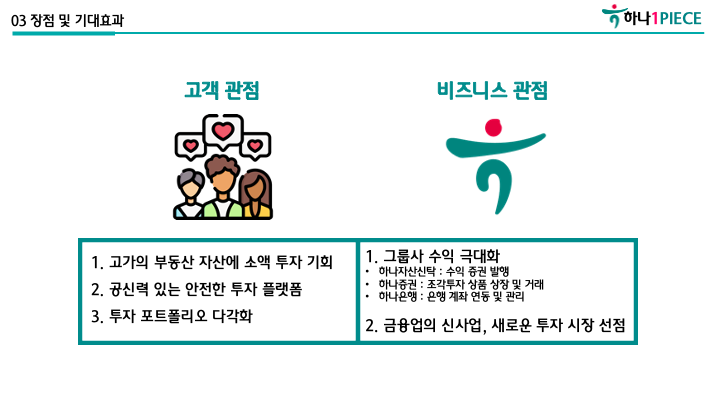 03 장점 및 기대효과
하나1PIECE
고객 관점
비즈니스 관점
1. 고가의 부동산 자산에 소액 투자 기회
2. 공신력 있는 안전한 투자 플랫폼
3. 투자 포트폴리오 다각화
1. 그룹사 수익 극대화
• 하나자산신탁 : 수익 증권 발행
• 하나증권 : 조각투자 상품 상장 및 거래
• 하나은행 : 은행 계좌 연동 및 관리
2. 금융업의 신사업, 새로운 투자 시장 선점